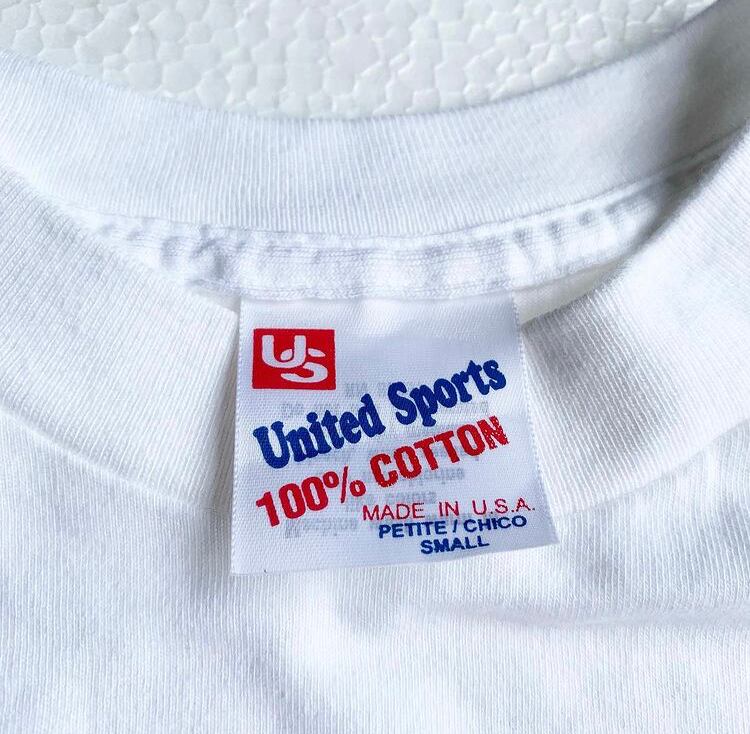 US
United Sports
100% COTTON
MADE IN U.S.A.
PETITE / CHICO
SMALL